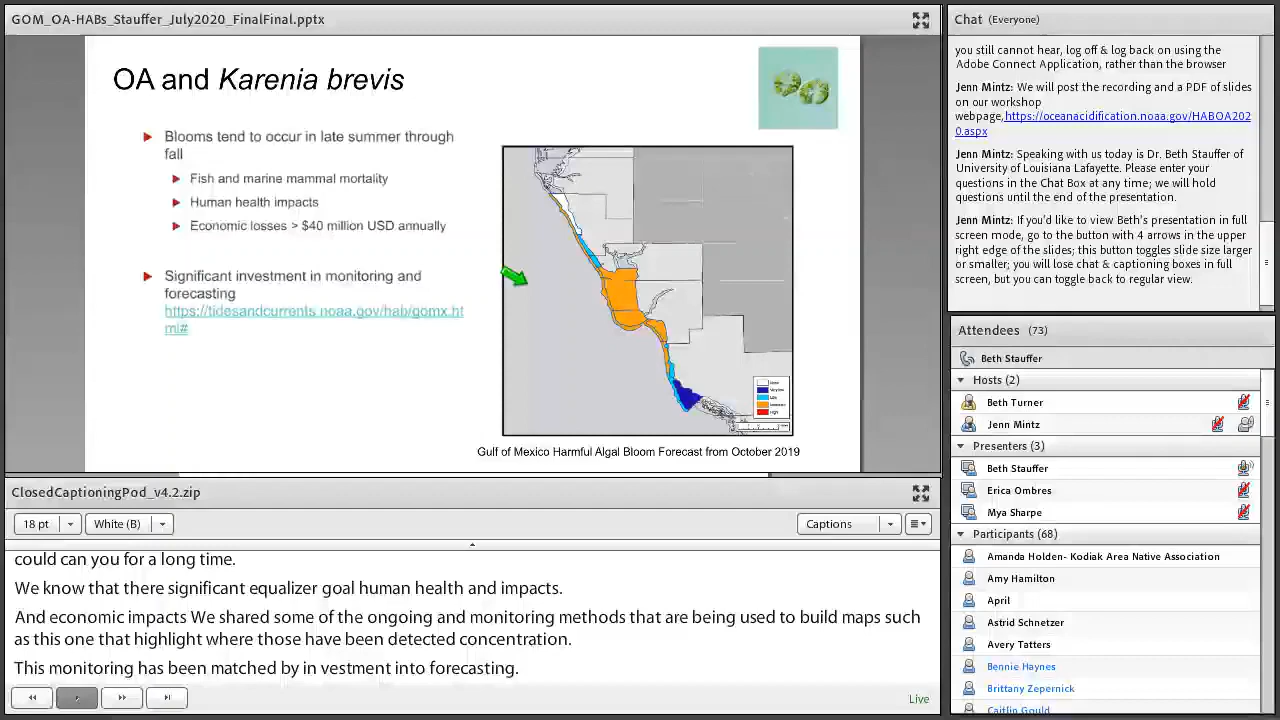 GOM_OA-HABs_Stauffer_July2020_FinalFinal.pptx
OA and Karenia brevis
Blooms tend to occur in late summer through
fall
Fish and marine mammal mortality
Human health impacts
Economic losses > $40 million USD annually
Significant investment in monitoring and
forecasting
https://tidesandcurrents.noaa.gov/hab/gomx.ht
ml#
Gulf of Mexico Harmful Algal Bloom Forecast from October 2019
ClosedCaptioningPod_v4.2.zip
18 pt
White (B)
Captions
could can you for a long time.
We know that there significant equalizer goal human health and impacts.
And economic impacts We shared some of the ongoing and monitoring methods that are being used to build maps such
as this one that highlight where those have been detected concentration.
This monitoring has been matched by in vestment into forecasting.
Live
Chat (Everyone)
you still cannot hear, log off & log back on using the
Adobe Connect Application, rather than the browser
Jenn Mintz: We will post the recording and a PDF of slides
on our workshop
webpage,https://oceanacidification.noaa.gov/HABOA202
0.aspx
Jenn Mintz: Speaking with us today is Dr. Beth Stauffer of
University of Louisiana Lafayette. Please enter your
questions in the Chat Box at any time; we will hold
questions until the end of the presentation.
Jenn Mintz: If you'd like to view Beth's presentation in full
screen mode, go to the button with 4 arrows in the upper
right edge of the slides; this button toggles slide size larger
or smaller; you will lose chat & captioning boxes in full
screen, but you can toggle back to regular view.
Attendees (73)
Beth Stauffer
Hosts (2)
Beth Turner
Jenn Mintz
Presenters (3)
Beth Stauffer
Erica Ombres
Mya Sharpe
Participants (68)
Amanda Holden- Kodiak Area Native Association
Amy Hamilton
April
Astrid Schnetzer
Avery Tatters
Bennie Haynes
Brittany Zepernick
Caitlin Gould